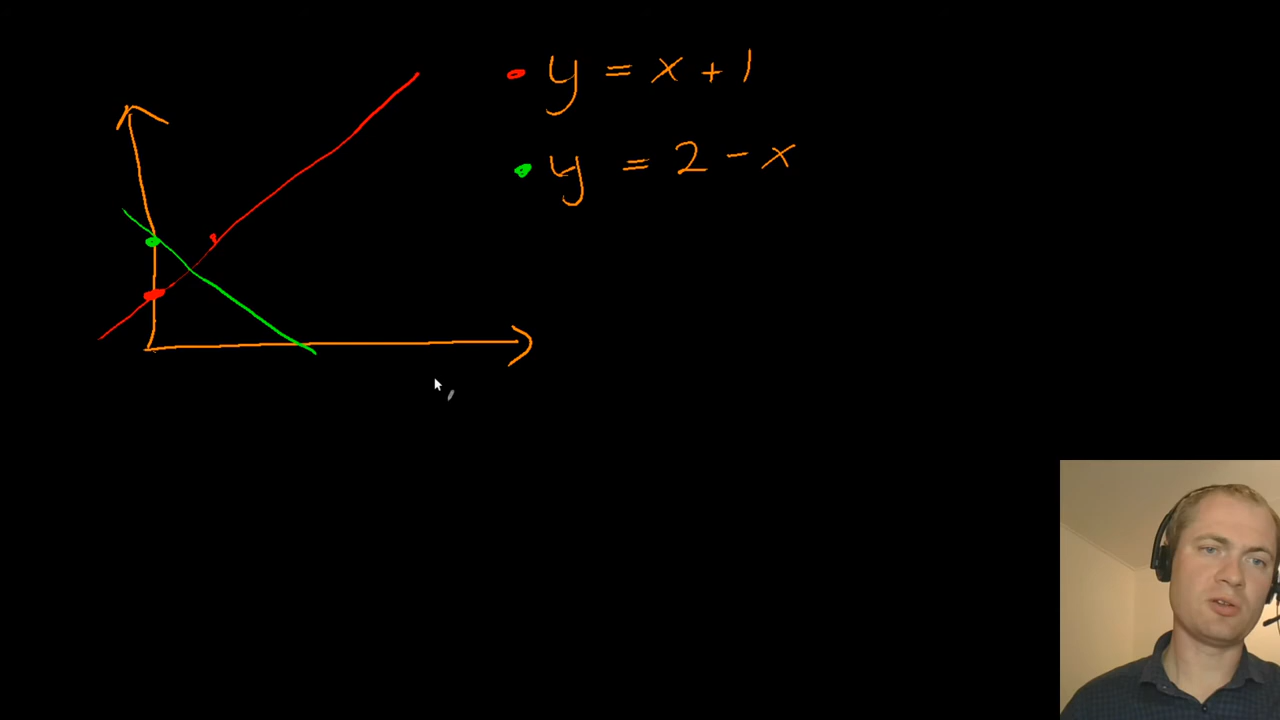 y = x + 1
y = 2 - x